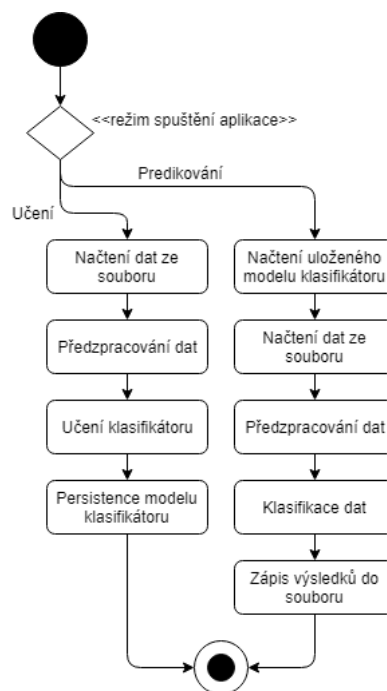 <<režim spuštění aplikace>>
Predikování
Učení
Načtení dat ze
souboru
Předzpracování dat
Učení klasifikátoru
Persistence modelu
klasifikátoru
Načtení uloženého
modelu klasifikátoru
Načtení dat ze
souboru
Předzpracování dat
Klasifikace dat
Zápis výsledků do
souboru